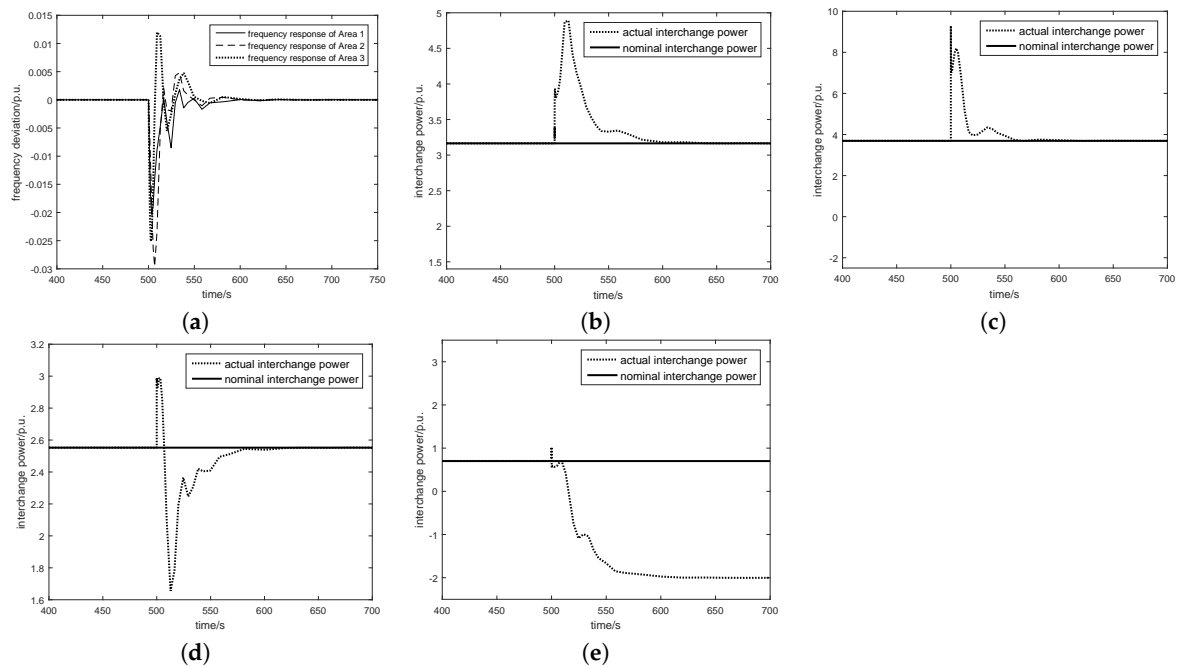 0.015
0.01
0.005
0
-0.005
-0.01
-0.015
-0.02
-0.025
-0.03
frequency deviation/p.u.
frequency response of Area 1
frequency response of Area 2
frequency response of Area 3
400 450 500 550 600 650 700 750
time/s
(a)
5
4.5
4
3.5
3
2.5
2
1.5
interchange power/p.u.
actual interchange power
nominal interchange power
400 450 500 550 600 650 700
time/s
(b)
10
8
6
4
2
0
-2
interchange power/p.u.
actual interchange power
nominal interchange power
400 450 500 550 600 650 700
time/s
(c)
3.2
3
2.8
2.6
2.4
2.2
2
1.8
1.6
interchange power/p.u.
actual interchange power
nominal interchange power
400 450 500 550 600 650 700
time/s
(d)
3
2
1
0
-1
-2
interchange power/p.u.
actual interchange power
nominal interchange power
400 450 500 550 600 650 700
time/s
(e)